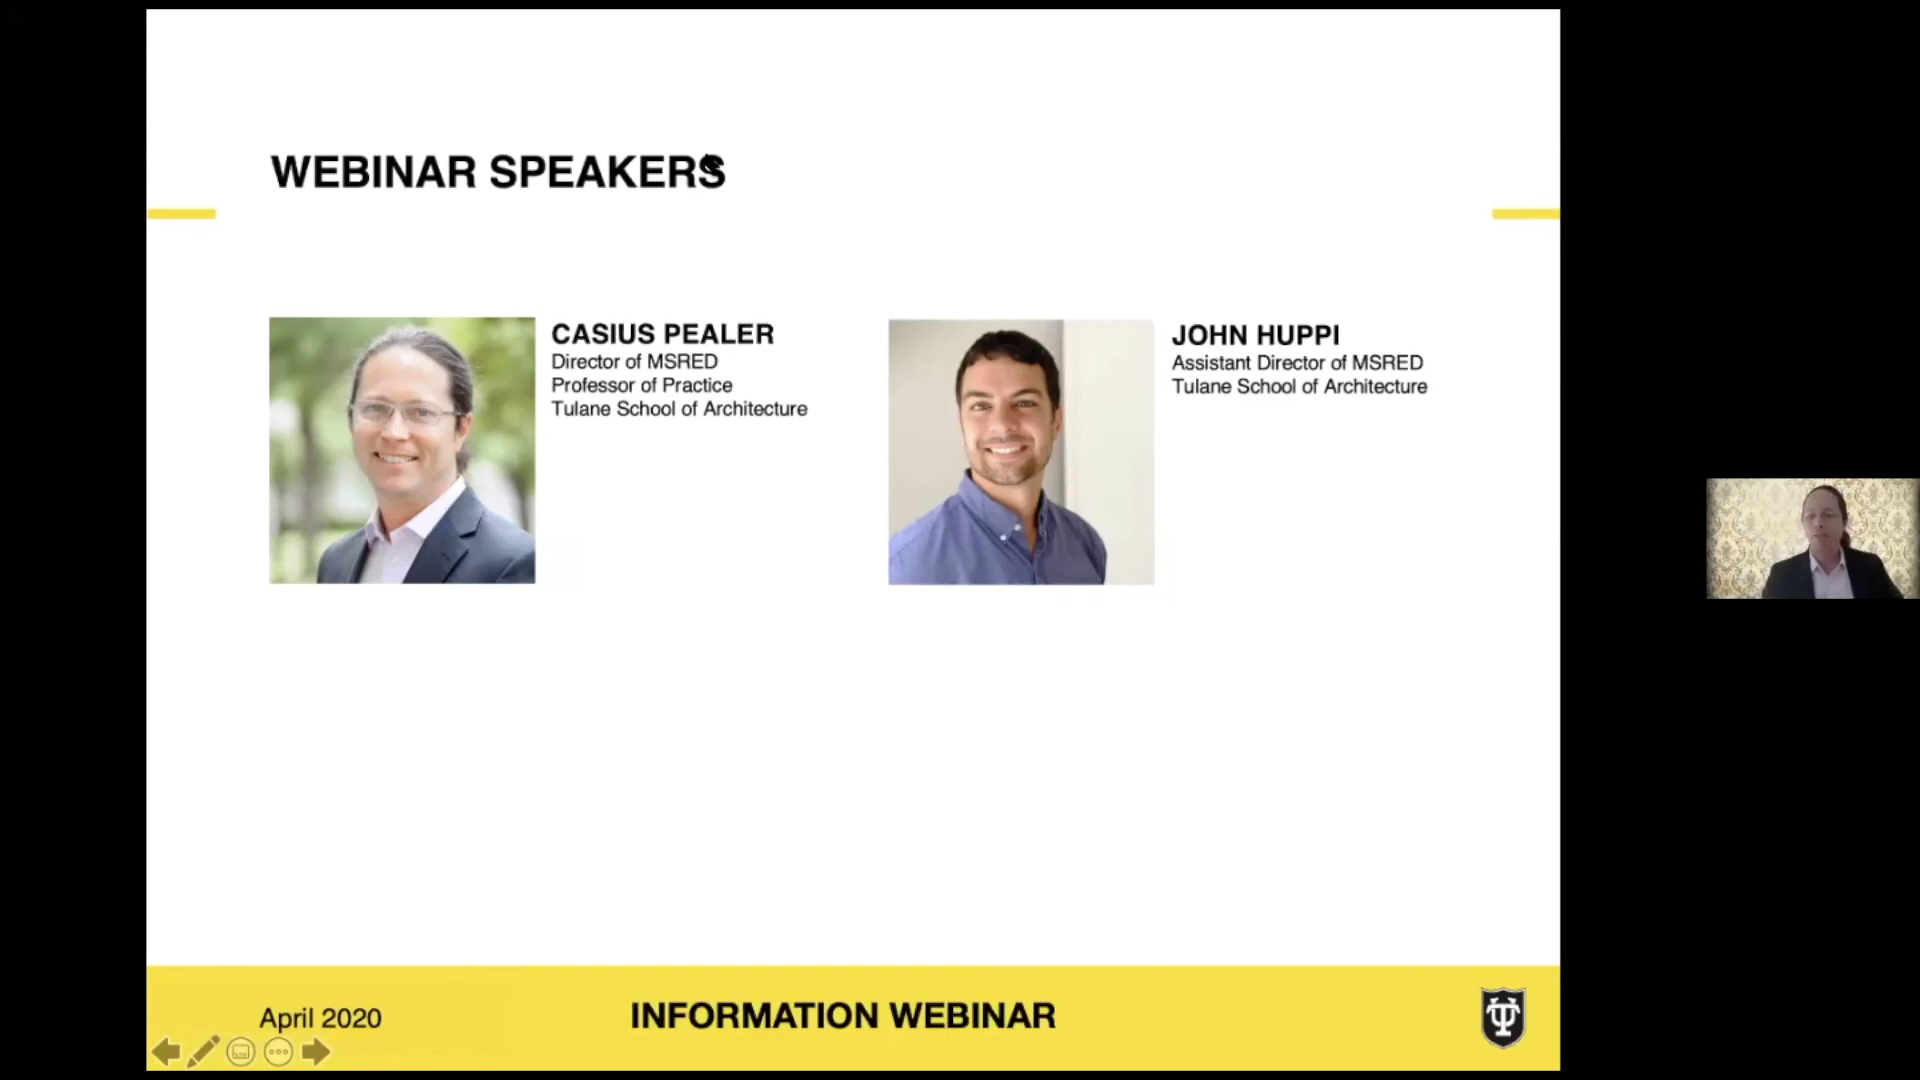 WEBINAR SPEAKERS
CASIUS PEALER
Director of MSRED
Professor of Practice
Tulane School of Architecture
JOHN HUPPI
Assistant Director of MSRED
Tulane School of Architecture
April 2020
INFORMATION WEBINAR